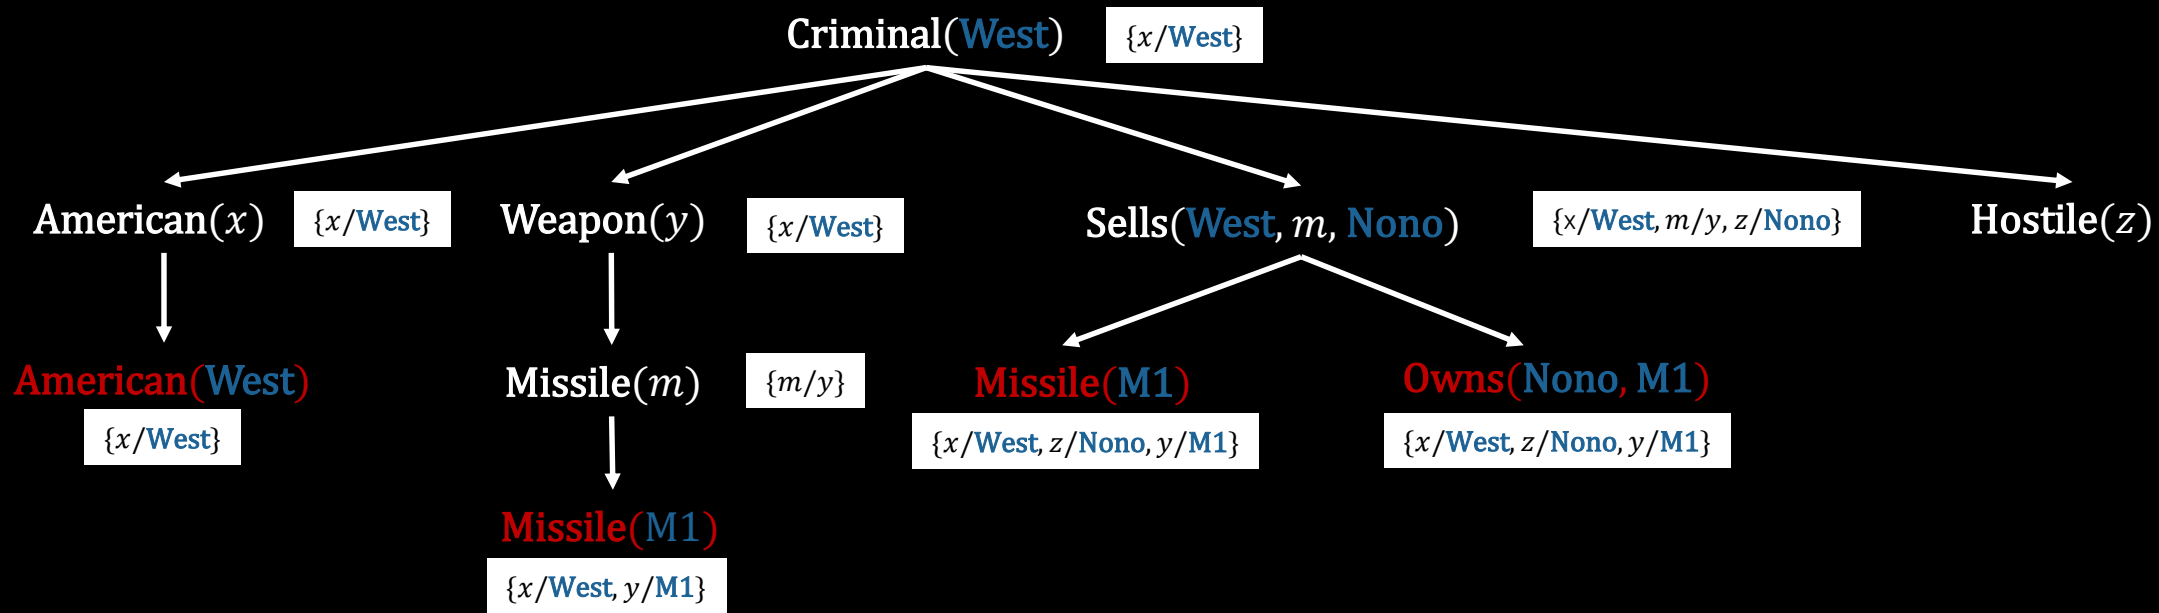 Criminal(West) {x/West}
American(x) {x/West} Weapon(y) {x/West} Sells(West, m, Nono) {x/West, m/y, z/Nono} Hostile(z)
American(West) Missile(m) {m/y} Missile(M1) Owns(Nono, M1)
{x/West} {x/West, z/Nono, y/M1} {x/West, z/Nono, y/M1}
Missile(M1)
{x/West, y/M1}